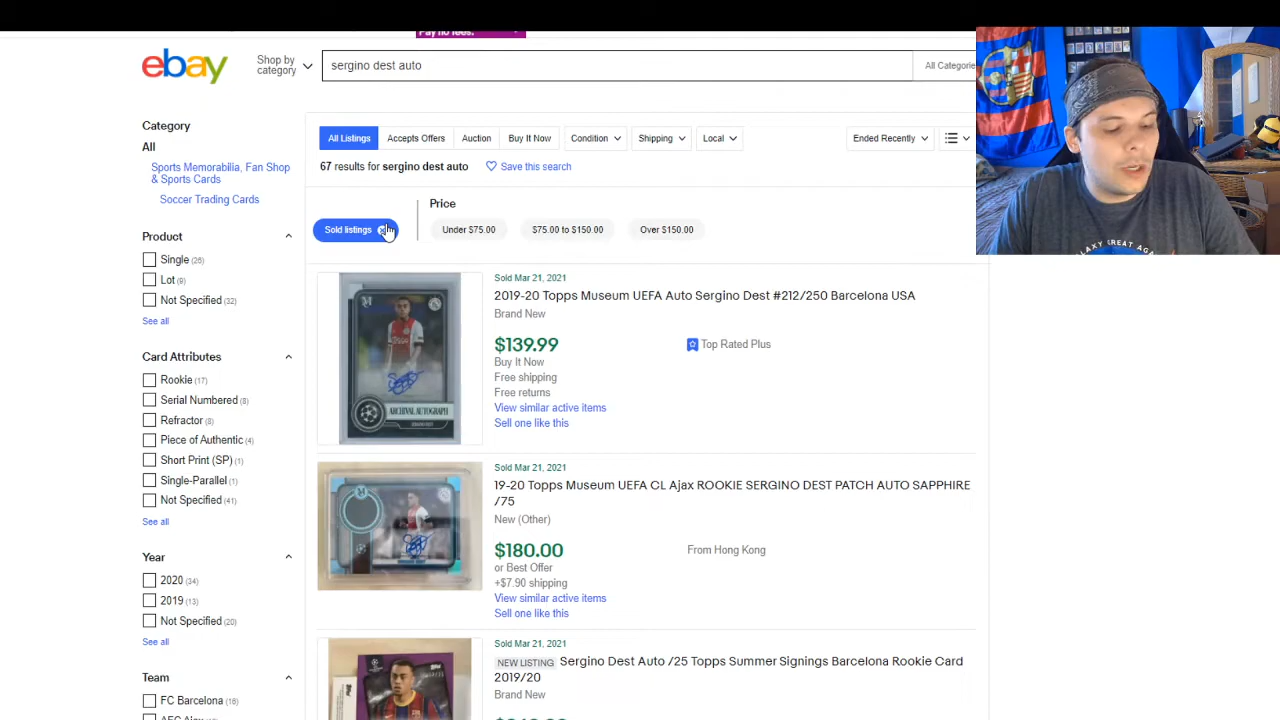 Pay no fees.
ebay
Shop by category
sergino dest auto
All Categorie
Category
All
Sports Memorabilia, Fan Shop
& Sports Cards
Soccer Trading Cards
Product
Single (26)
Lot (9)
Not Specified (32)
See all
Card Attributes
Rookie (17)
Serial Numbered (8)
Refractor (8)
Piece of Authentic (4)
Short Print (SP) (1)
Single-Parallel (1)
Not Specified (41)
See all
Year
2020 (34)
2019 (13)
Not Specified (20)
See all
Team
FC Barcelona (16)
All Listings
Accepts Offers
Auction
Buy It Now
Condition
Shipping
Local
Ended Recently
67 results for sergino dest auto
Save this search
Price
Sold listings
Under $75.00
$75.00 to $150.00
Over $150.00
Sold Mar 21, 2021
2019-20 Topps Museum UEFA Auto Sergino Dest #212/250 Barcelona USA
Brand New
$139.99
Top Rated Plus
Buy It Now
Free shipping
Free returns
View similar active items
Sell one like this
ARCHIVAL AUTOGRAPH
Sold Mar 21, 2021
19-20 Topps Museum UEFA CL Ajax ROOKIE SERGINO DEST PATCH AUTO SAPPHIRE
/75
New (Other)
$180.00
From Hong Kong
or Best Offer
+$7.90 shipping
View similar active items
Sell one like this
Sold Mar 21, 2021
NEW LISTING Sergino Dest Auto /25 Topps Summer Signings Barcelona Rookie Card
2019/20
Brand New